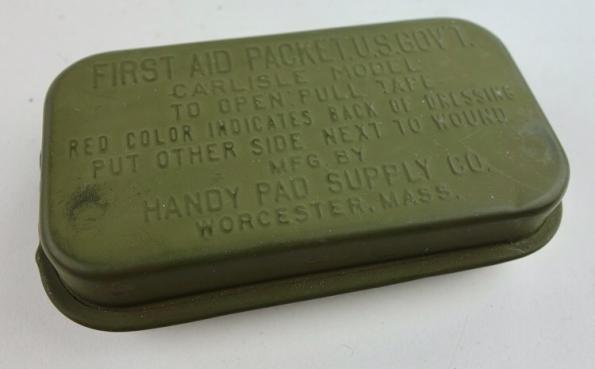 FIRST AID PACKET.U.S.GOV'T.
CARLISLE MODEL:
TO OPEN: PULL TAPE
RED COLOR INDICATES BACK OF DRESSING
PUT OTHER SIDE NEXT TO WOUND
MFG. BY
HANDY PAD SUPPLY CO.
WORCESTER, MASS.